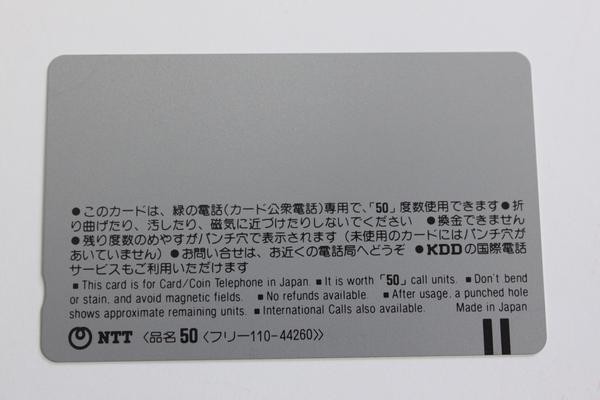 ●このカードは、緑の電話(カード公衆電話)専用で、「50」度数使用できます●折
り曲げたり、汚したり、磁気に近づけたりしないでください ●換金できません
●残り度数のめやすがパンチ穴で表示されます(未使用のカードにはパンチ穴が
あいていません)●お問い合せは、お近くの電話局へどうぞ ●KDDの国際電話
サービスもご利用いただけます
■ This card is for Card/Coin Telephone in Japan. ■ It is worth「50」call units. ■ Don't bend
or stain, and avoid magnetic fields. ■ No refunds available. ■ After usage, a punched hole
shows approximate remaining units. ■ International Calls also available. Made in Japan
NTT 〈品名 50〈フリー110-44260〉〉